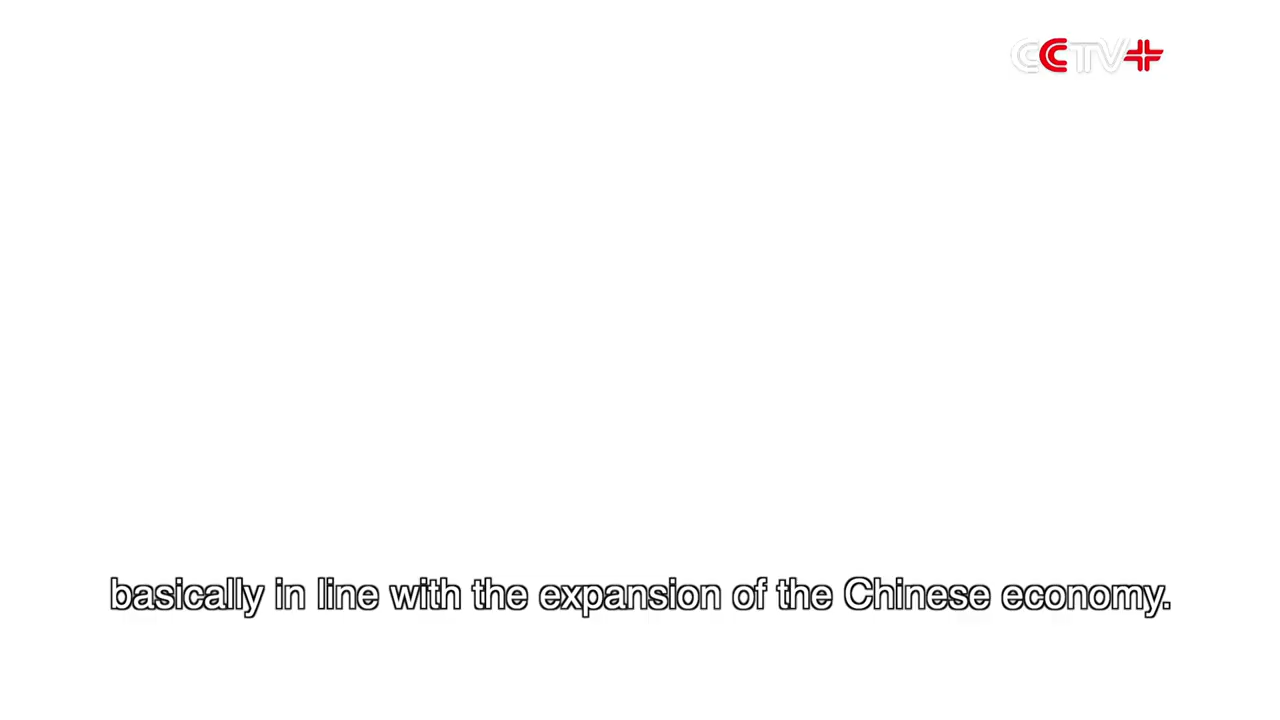 CCTV+
basically in line with the expansion of the Chinese economy.